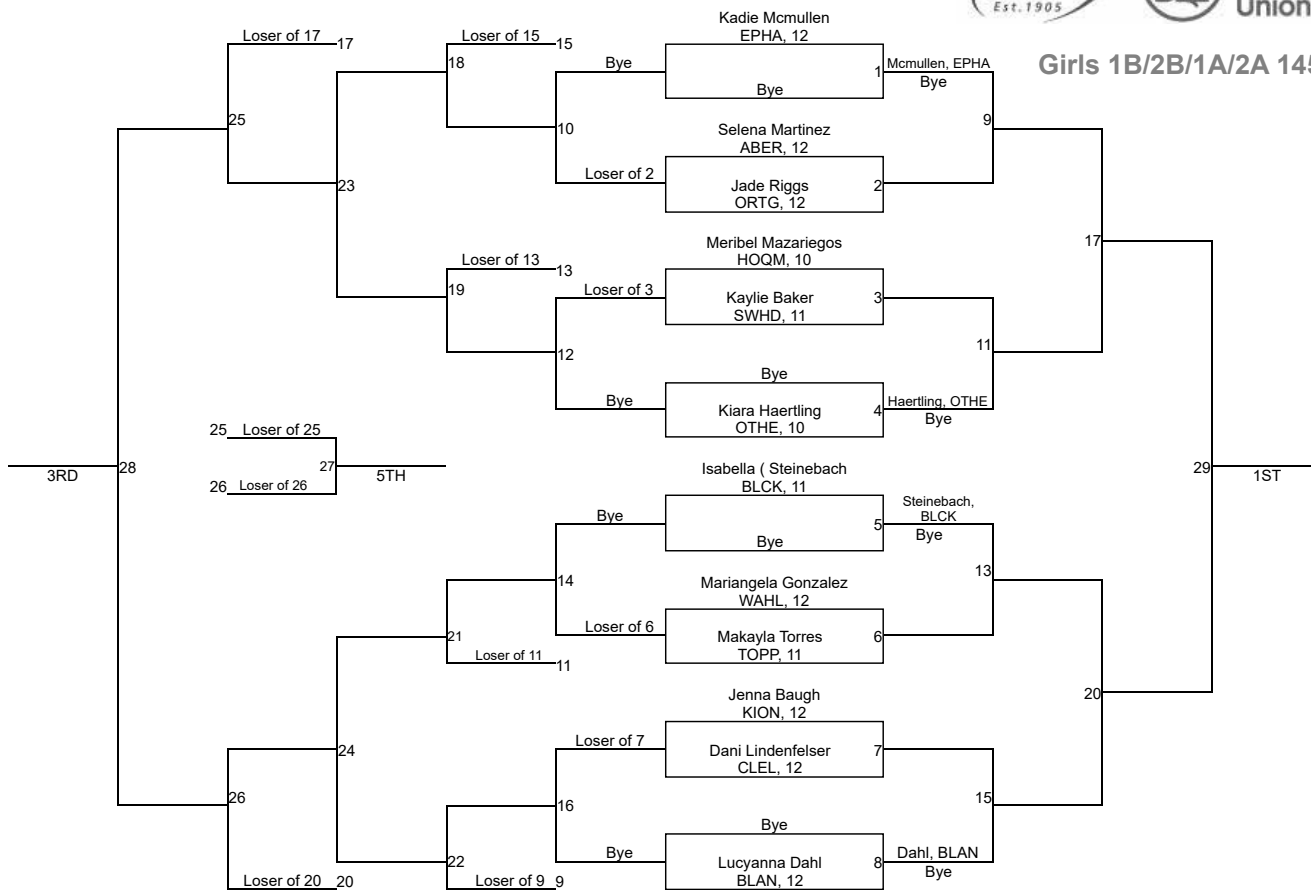 Est. 1905
Union
Girls 1B/2B/1A/2A 145
Loser of 17
17
Loser of 15
15
18
Kadie Mcmullen
EPHA, 12
Bye
Bye
1
Mcmullen, EPHA
Bye
25
10
9
Selena Martinez
ABER, 12
Loser of 2
Jade Riggs
ORTG, 12
2
23
17
Meribel Mazariegos
HOQM, 10
Loser of 13
13
Loser of 3
19
Kaylie Baker
SWHD, 11
3
11
12
Bye
Bye
Kiara Haertling
OTHE, 10
4
Haertling, OTHE
Bye
25
Loser of 25
3RD
28
27
5TH
29
1ST
26
Loser of 26
Isabella ( Steinebach
BLCK, 11
Steinebach,
BLCK
Bye
Bye
Bye
5
14
13
Mariangela Gonzalez
WAHL, 12
Loser of 6
21
Makayla Torres
TOPP, 11
6
Loser of 11
11
20
Jenna Baugh
KION, 12
Loser of 7
24
Dani Lindenfelser
CLEL, 12
7
26
16
15
Bye
Bye
Lucyanna Dahl
BLAN, 12
8
Dahl, BLAN
Bye
22
Loser of 20
20
Loser of 9
9